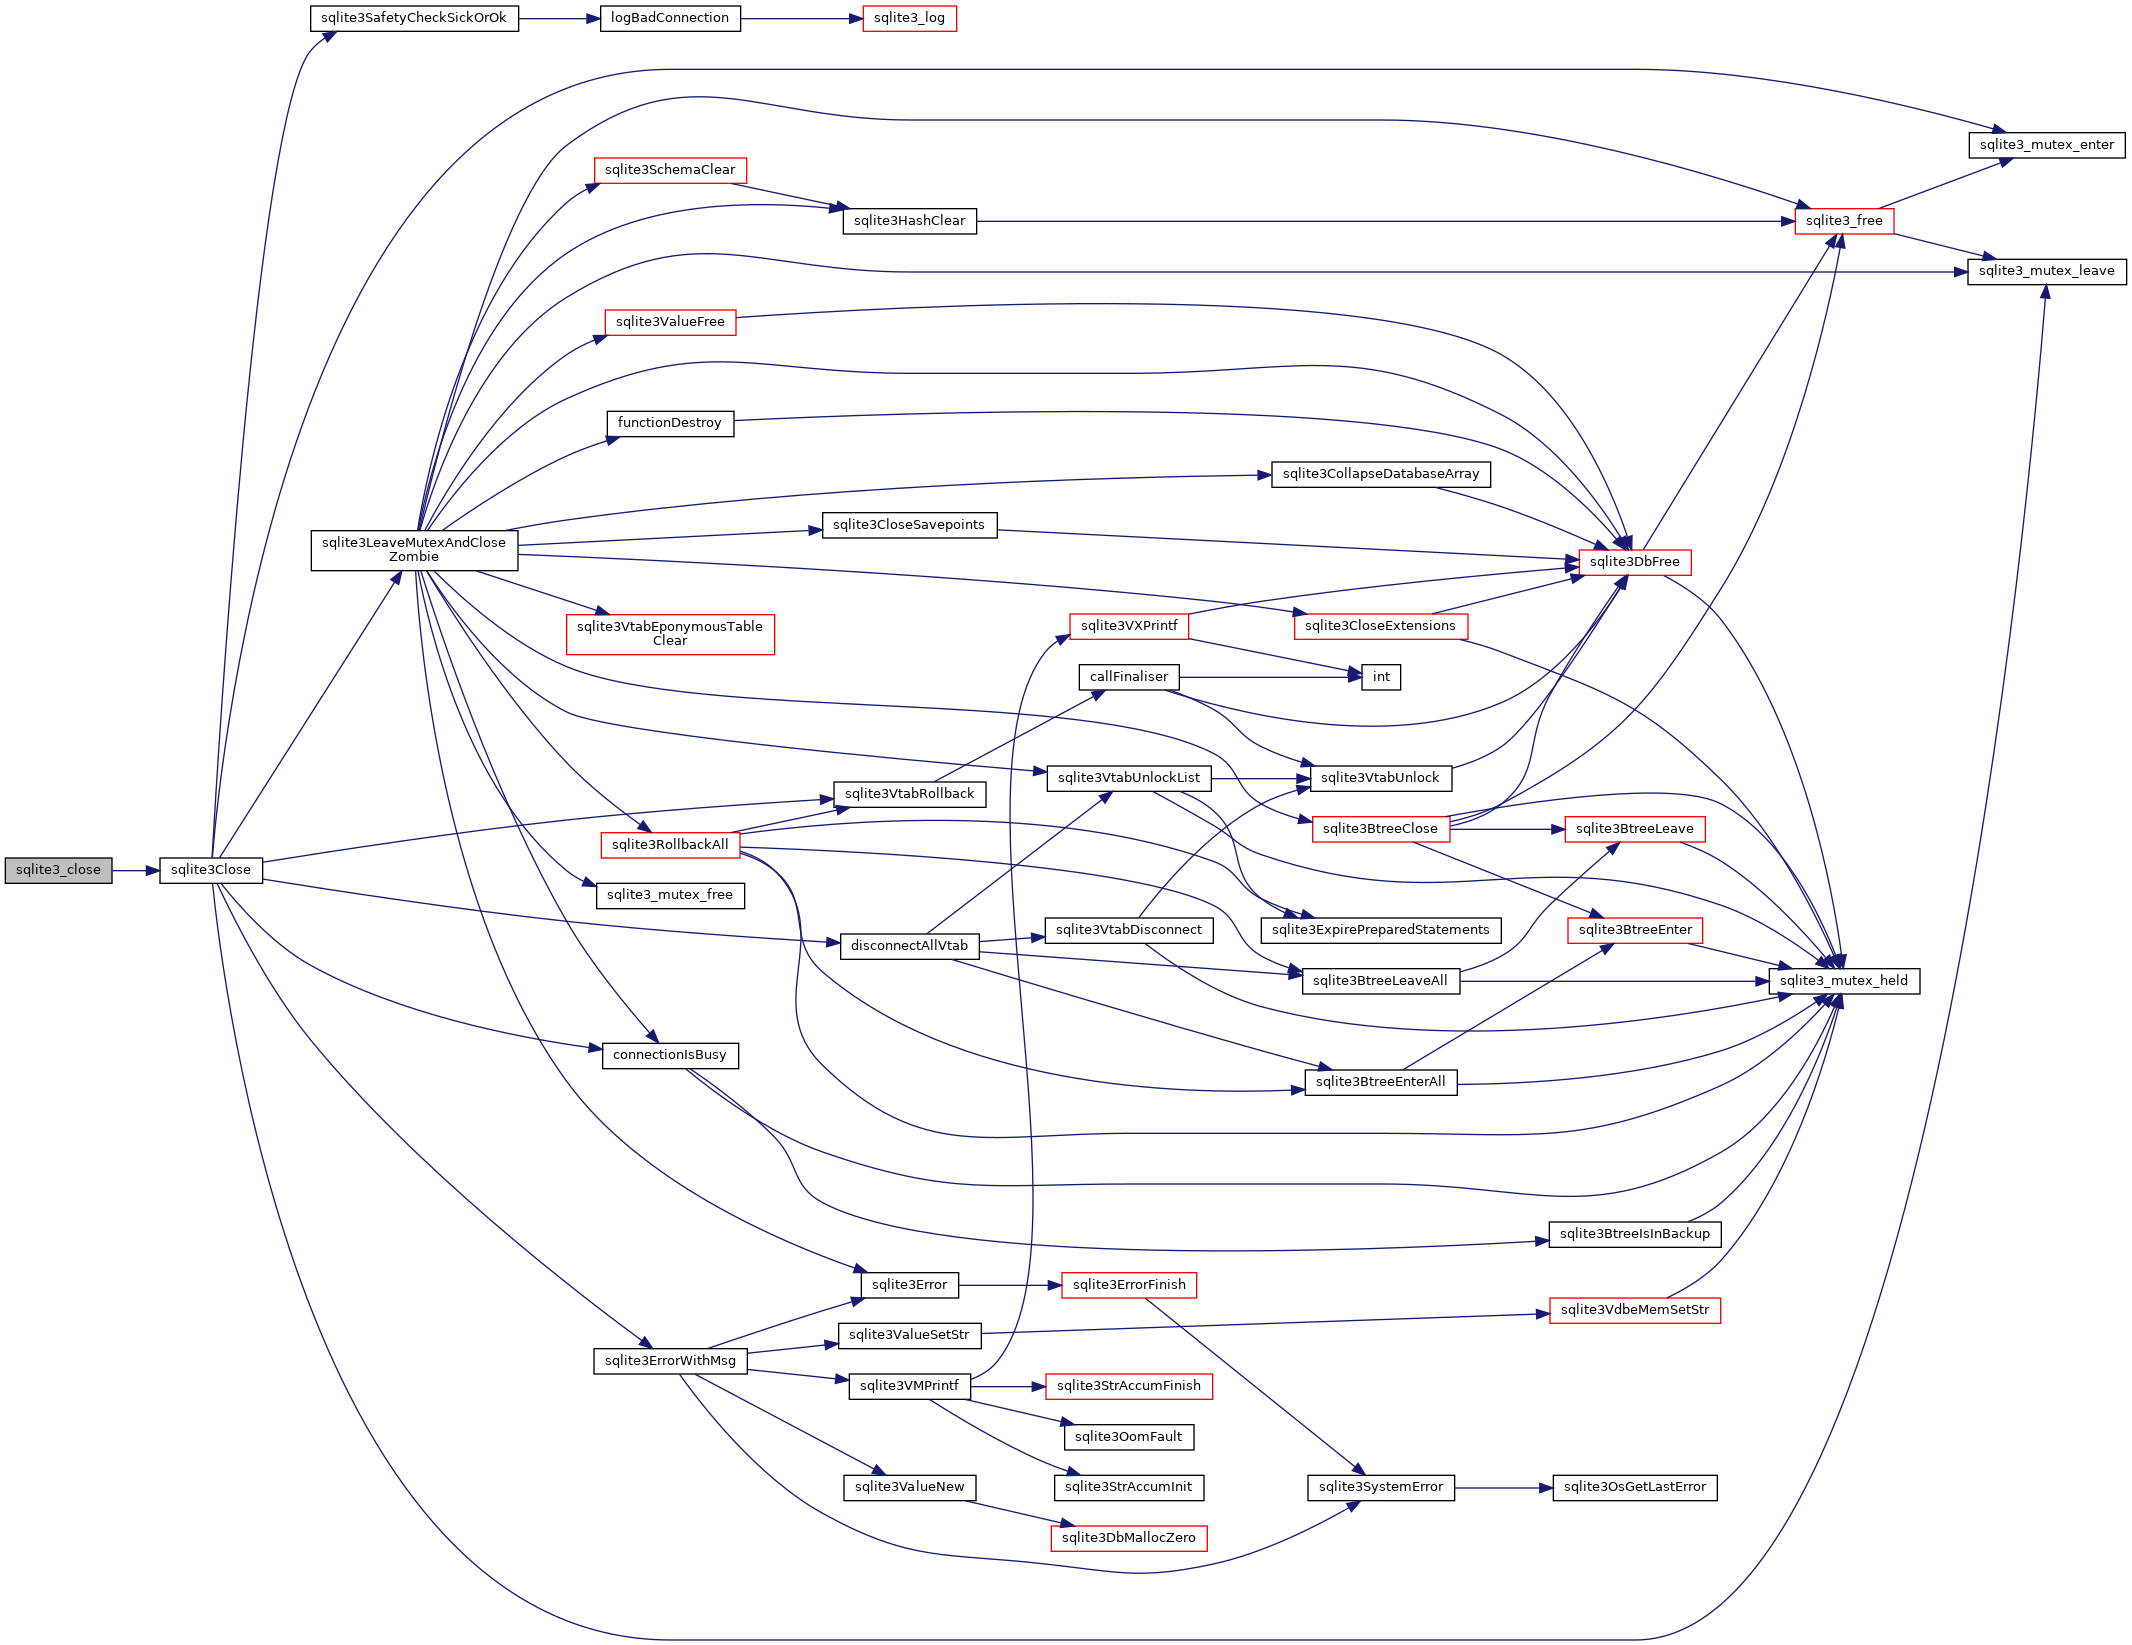 sqlite3SafetyCheckSickOrOk
logBadConnection
sqlite3_log
sqlite3_mutex_enter
sqlite3SchemaClear
sqlite3HashClear
sqlite3_free
sqlite3_mutex_leave
sqlite3ValueFree
functionDestroy
sqlite3CollapseDatabaseArray
sqlite3CloseSavepoints
sqlite3LeaveMutexAndClose
Zombie
sqlite3DbFree
sqlite3VtabEponymousTable
Clear
sqlite3VXPrintf
sqlite3CloseExtensions
callFinaliser
int
sqlite3VtabUnlockList
sqlite3VtabUnlock
sqlite3VtabRollback
sqlite3BtreeClose
sqlite3BtreeLeave
sqlite3RollbackAll
sqlite3_close
sqlite3Close
sqlite3_mutex_free
sqlite3VtabDisconnect
sqlite3ExpirePreparedStatements
sqlite3BtreeEnter
disconnectAllVtab
sqlite3BtreeLeaveAll
sqlite3_mutex_held
connectionIsBusy
sqlite3BtreeEnterAll
sqlite3BtreeIsInBackup
sqlite3Error
sqlite3ErrorFinish
sqlite3VdbeMemSetStr
sqlite3ValueSetStr
sqlite3ErrorWithMsg
sqlite3VMPrintf
sqlite3StrAccumFinish
sqlite3OomFault
sqlite3ValueNew
sqlite3StrAccumInit
sqlite3SystemError
sqlite3OsGetLastError
sqlite3DbMallocZero